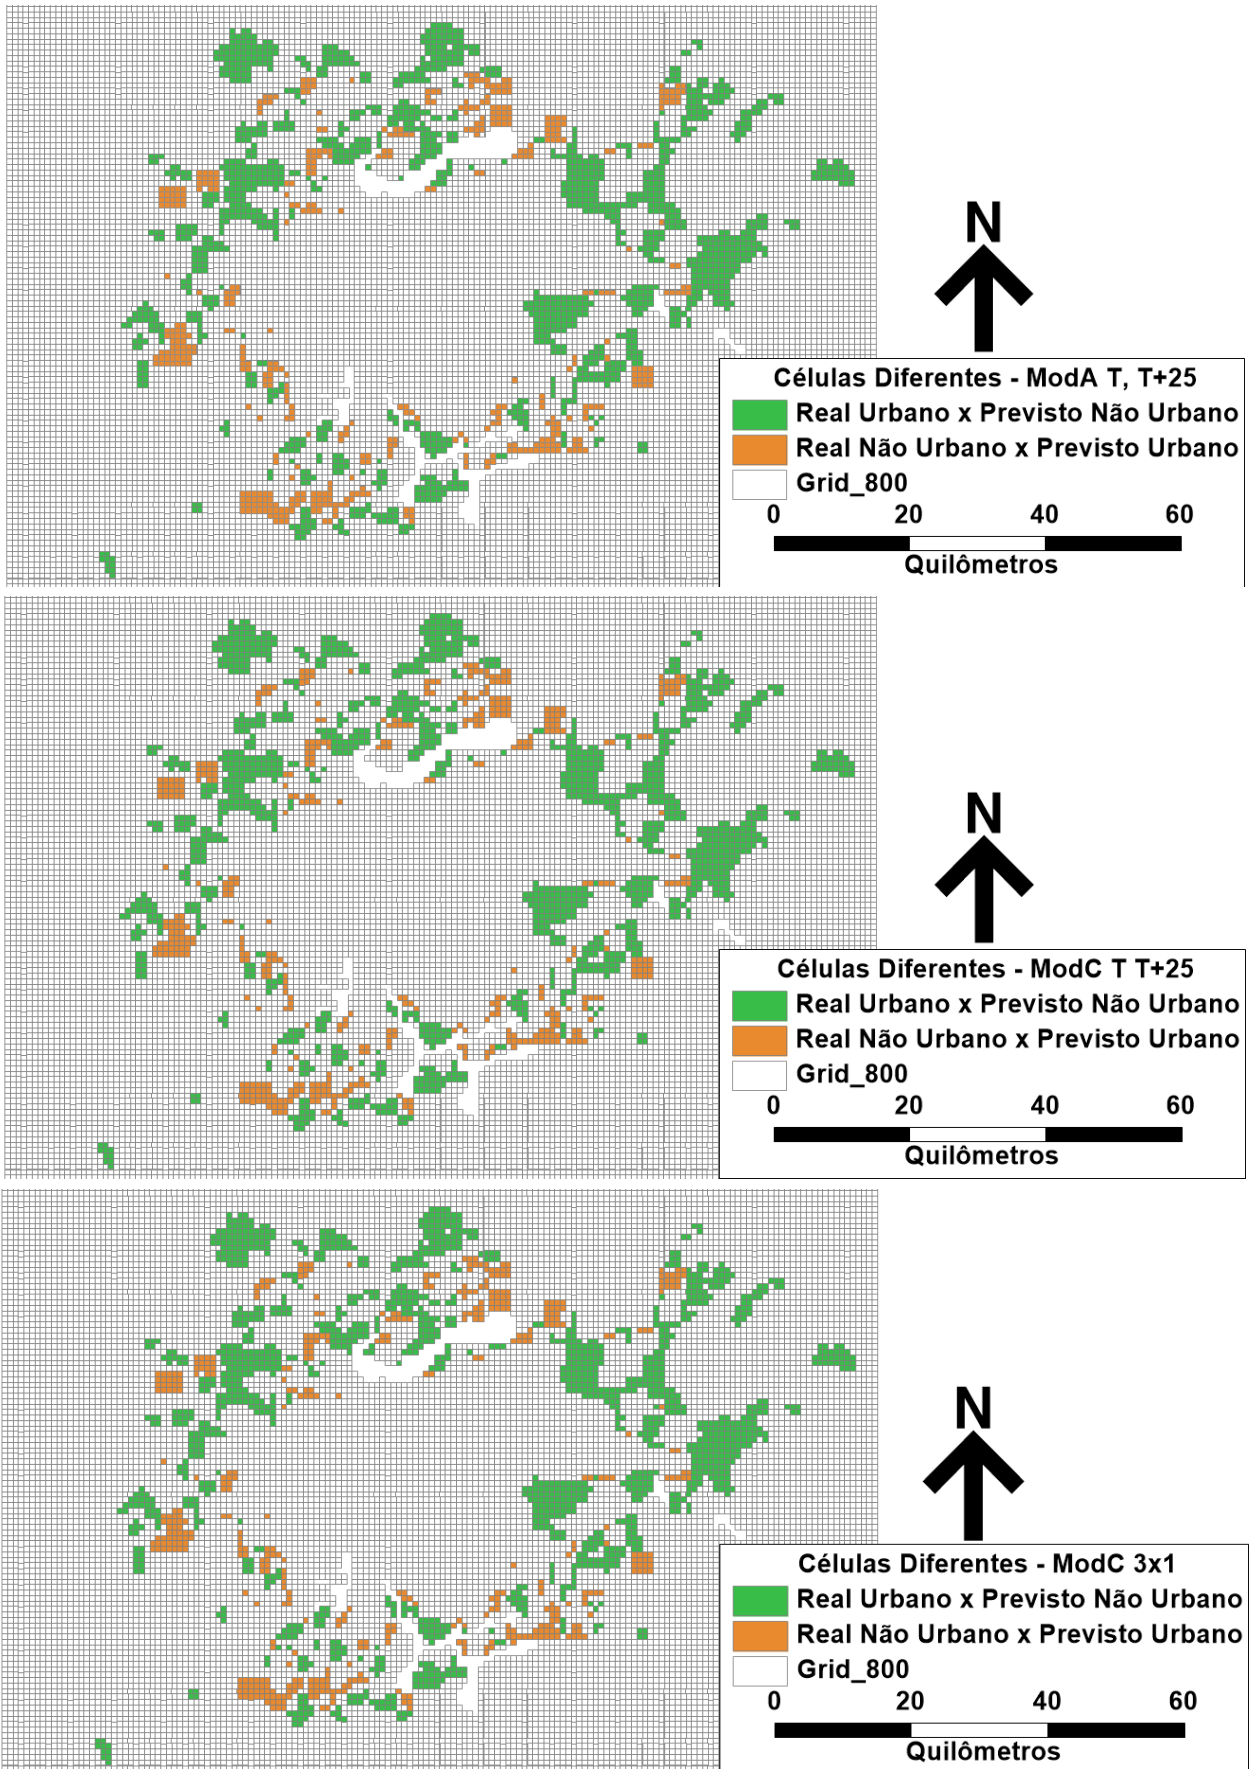 N
Células Diferentes - ModA T, T+25
Real Urbano x Previsto Não Urbano
Real Não Urbano x Previsto Urbano
Grid_800
0 20 40 60
Quilômetros
N
Células Diferentes - ModC T T+25
Real Urbano x Previsto Não Urbano
Real Não Urbano x Previsto Urbano
Grid_800
0 20 40 60
Quilômetros
N
Células Diferentes - ModC 3x1
Real Urbano x Previsto Não Urbano
Real Não Urbano x Previsto Urbano
Grid_800
0 20 40 60
Quilômetros